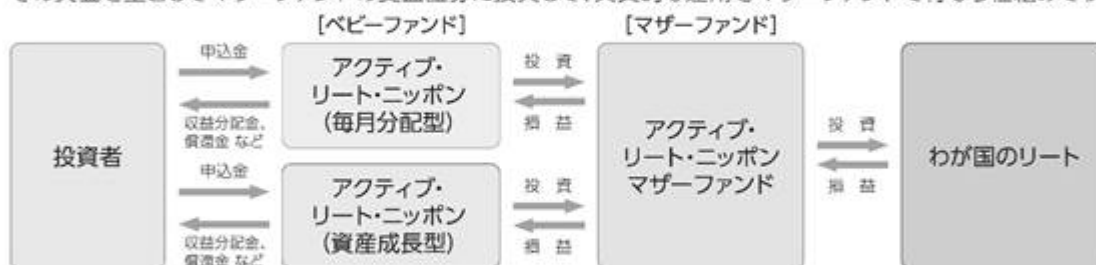 [ベビーファンド]
[マザーファンド]
申込金
収益分配金、
償還金 など
アクティブ・
リート・ニッポン
(毎月分配型)
投 資
損 益
投資者
申込金
収益分配金、
償還金 など
アクティブ・
リート・ニッポン
(資産成長型)
投 資
損 益
アクティブ・
リート・ニッポン
マザーファンド
投 資
損 益
わが国のリート